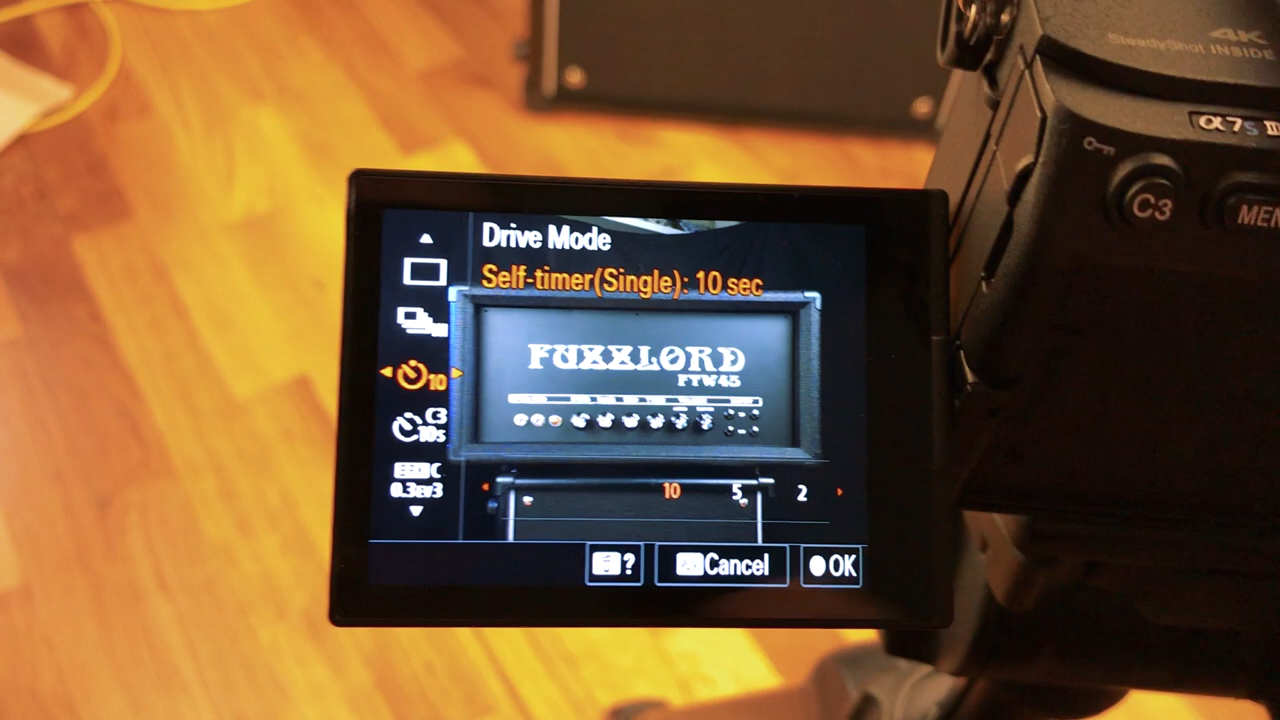 4K
SteadyShot INSIDE
α7S II
C3
MEN
Drive Mode
Self-timer(Single): 10 sec
FUZZLORD
FTW45
10
C3
10s
C
0.3EV3
10 5 2
? Cancel OK